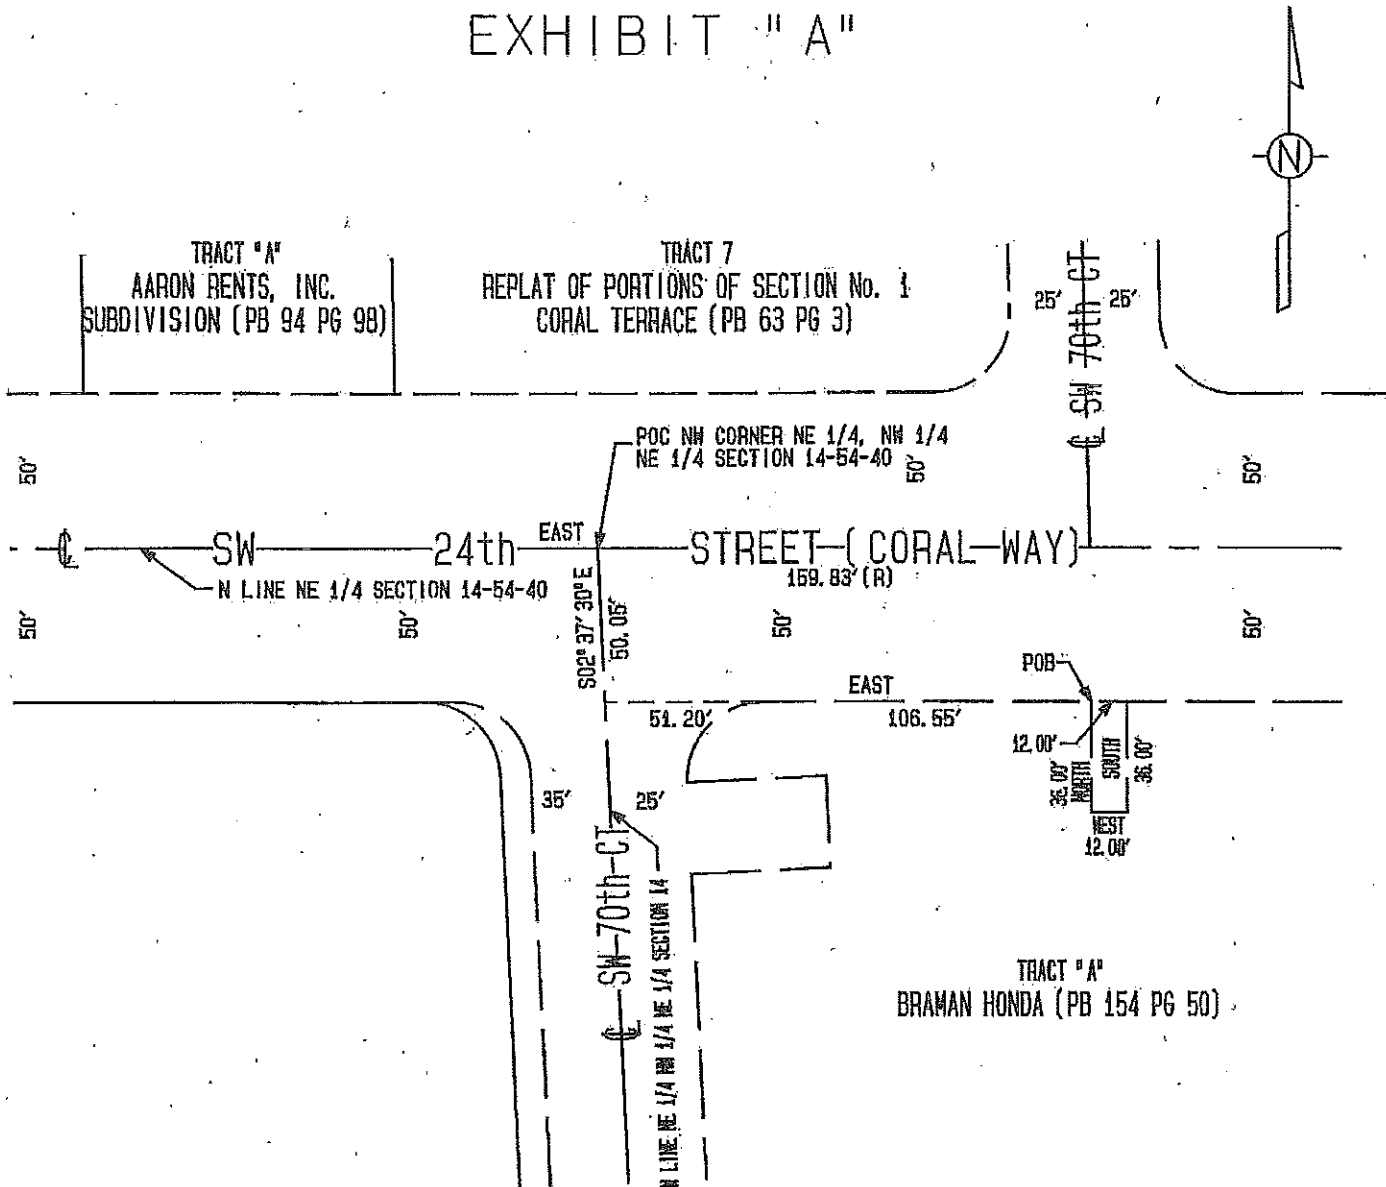 EXHIBIT "A"
N
TRACT "A"
AARON RENTS, INC.
SUBDIVISION (PB 94 PG 98)
TRACT 7
REPLAT OF PORTIONS OF SECTION No. 1
CORAL TERRACE (PB 63 PG 3)
25'
25'
℄ SW 70th CT
POC NW CORNER NE 1/4, NW 1/4
NE 1/4 SECTION 14-54-40
50'
50'
50'
℄ SW 24th STREET (CORAL WAY)
EAST
159.83' (R)
N LINE NE 1/4 SECTION 14-54-40
50'
50'
50'
50'
S02°37'30"E
50.05'
POB
EAST
51.20'
106.55'
12.00'
36.00'
NORTH
SOUTH
36.00'
WEST
12.00'
35'
25'
℄ SW 70th CT
LINE NE 1/4 NW 1/4 NE 1/4 SECTION 14
TRACT "A"
BRAMAN HONDA (PB 154 PG 50)